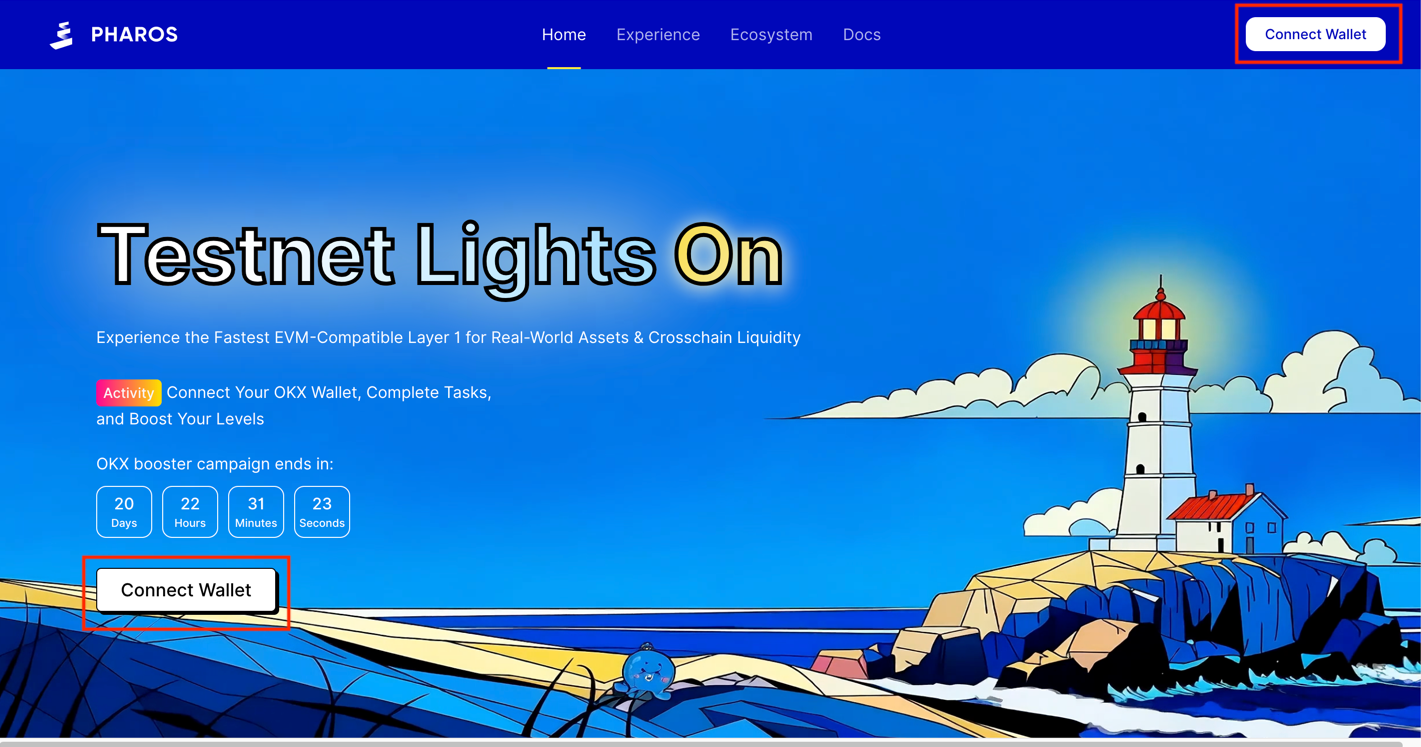 PHAROS
Home
Experience
Ecosystem
Docs
Connect Wallet
Testnet Lights On
Experience the Fastest EVM-Compatible Layer 1 for Real-World Assets & Crosschain Liquidity
Activity Connect Your OKX Wallet, Complete Tasks,
and Boost Your Levels
OKX booster campaign ends in:
20 22 31 23
Days Hours Minutes Seconds
Connect Wallet